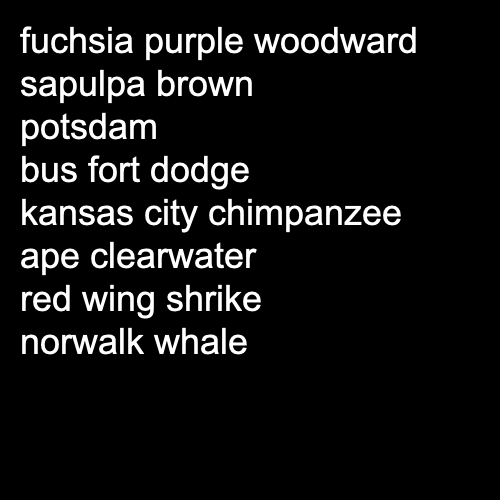 fuchsia purple woodward
sapulpa brown
potsdam
bus fort dodge
kansas city chimpanzee
ape clearwater
red wing shrike
norwalk whale